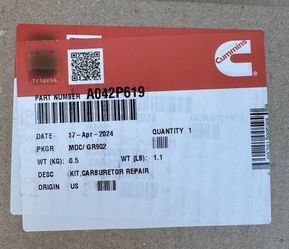 Cummins
PART NUMBER A042P619
DATE 17-Apr-2024 QUANTITY 1
PKGR MDC/ GR902
WT (KG) 0.5 WT (LB) 1.1
DESC KIT,CARBURETOR REPAIR
ORIGIN US